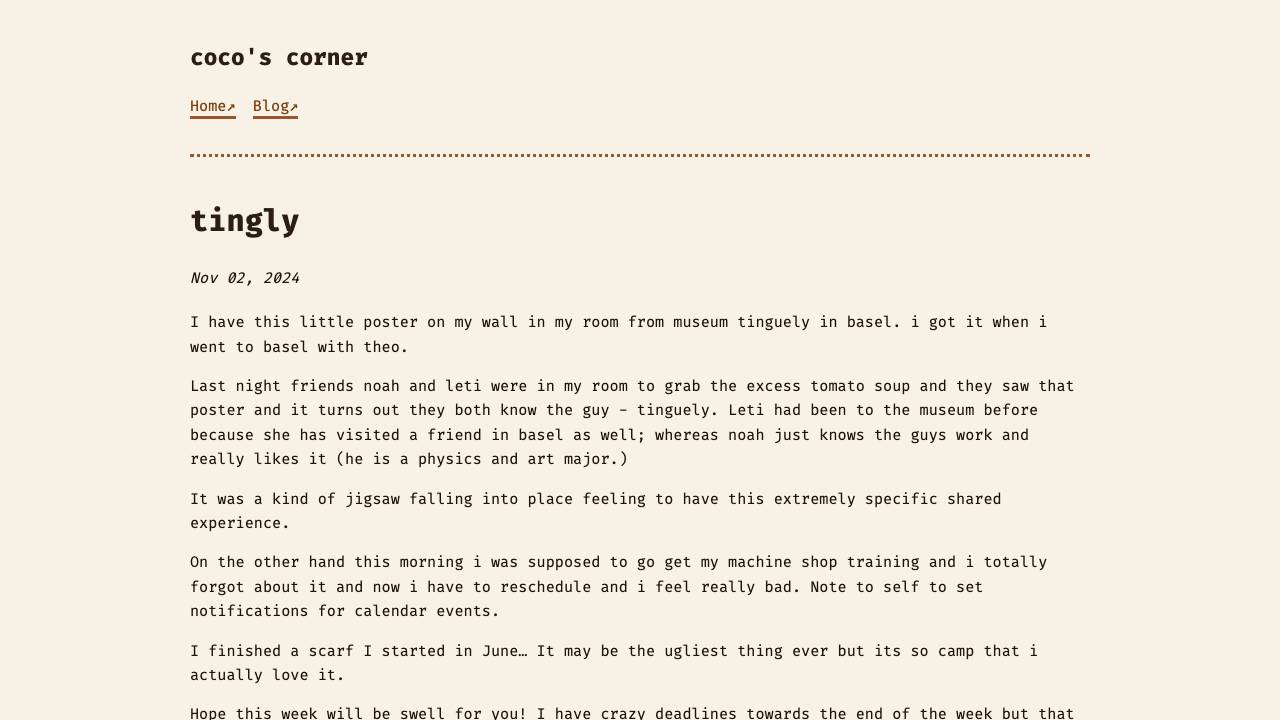 coco's corner
Home↗ Blog↗
tingly
Nov 02, 2024
I have this little poster on my wall in my room from museum tinguely in basel. i got it when i
went to basel with theo.
Last night friends noah and leti were in my room to grab the excess tomato soup and they saw that
poster and it turns out they both know the guy - tinguely. Leti had been to the museum before
because she has visited a friend in basel as well; whereas noah just knows the guys work and
really likes it (he is a physics and art major.)
It was a kind of jigsaw falling into place feeling to have this extremely specific shared
experience.
On the other hand this morning i was supposed to go get my machine shop training and i totally
forgot about it and now i have to reschedule and i feel really bad. Note to self to set
notifications for calendar events.
I finished a scarf I started in June… It may be the ugliest thing ever but its so camp that i
actually love it.
Hope this week will be swell for you! I have crazy deadlines towards the end of the week but that